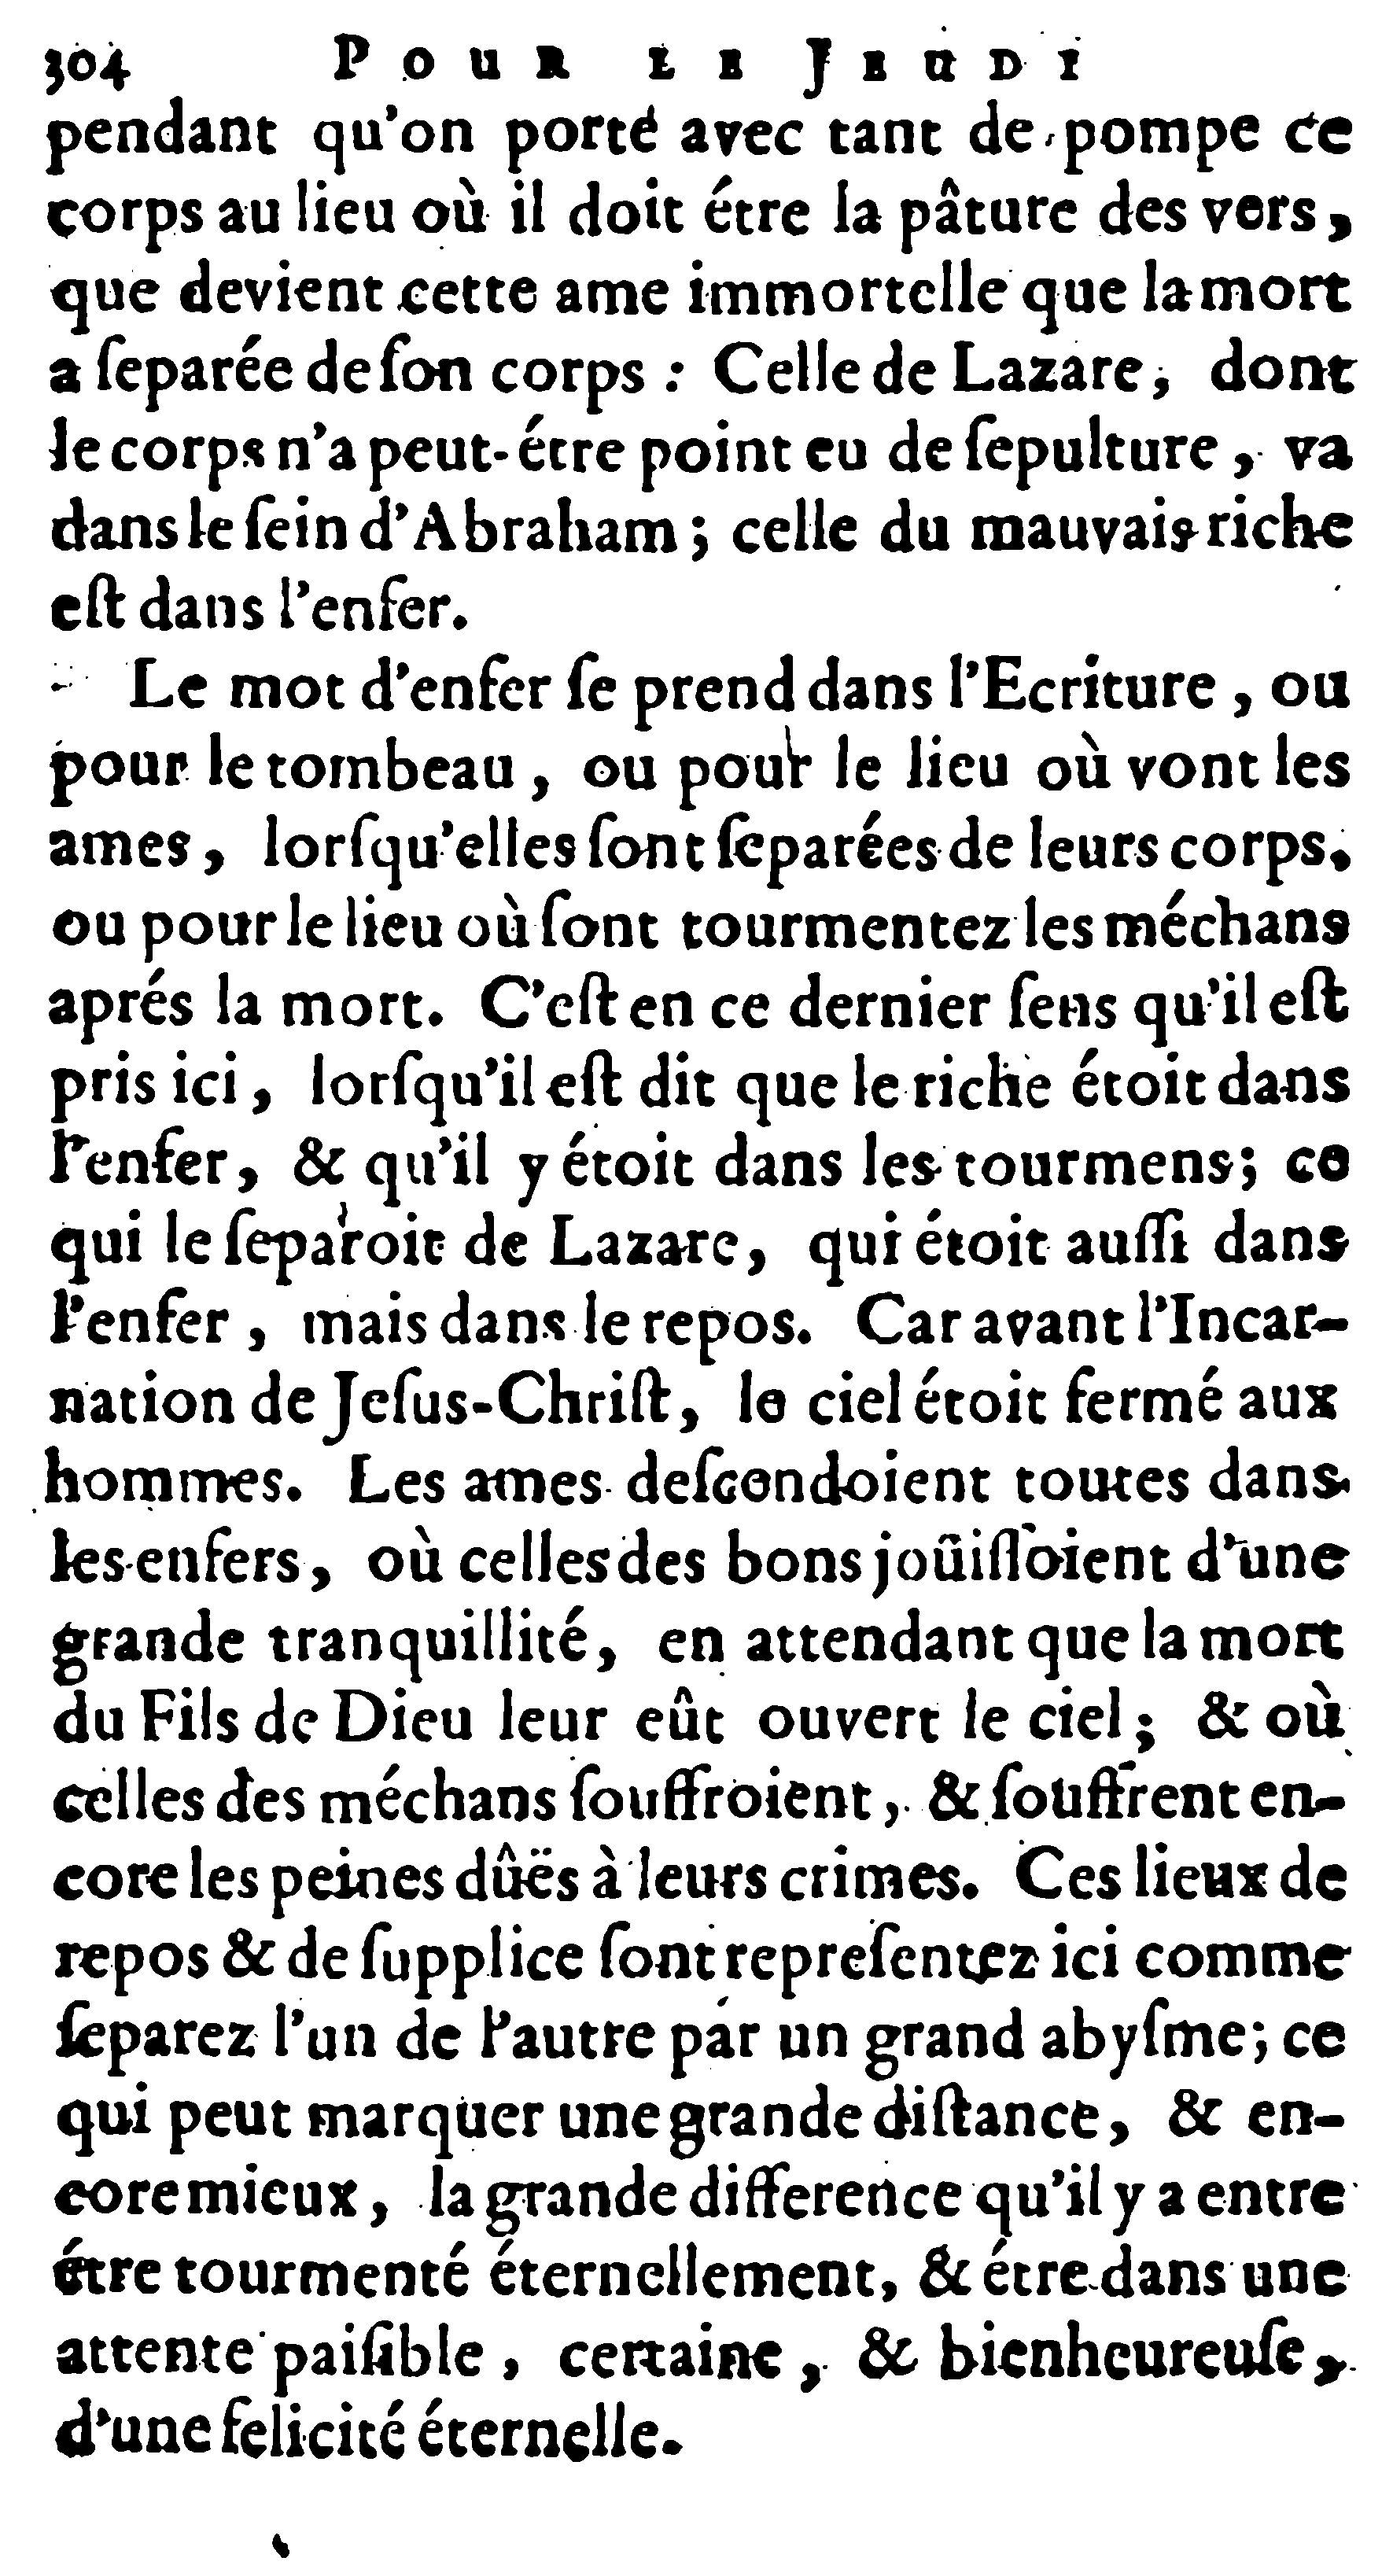 304 POUR LE JEUDI
pendant qu'on porte avec tant de pompe ce
corps au lieu où il doit étre la pâture des vers,
que devient cette ame immortelle que la mort
a ſeparée de ſon corps : Celle de Lazare, dont
le corps n'a peut-étre point eu de ſepulture, va
dans le ſein d'Abraham; celle du mauvais riche
eſt dans l'enfer.
Le mot d'enfer ſe prend dans l'Ecriture, ou
pour le tombeau, ou pour le lieu où vont les
ames, lorſqu'elles ſont ſeparées de leurs corps.
ou pour le lieu où ſont tourmentez les méchans
aprés la mort. C'eſt en ce dernier ſens qu'il eſt
pris ici, lorſqu'il eſt dit que le riche étoit dans
l'enfer, & qu'il y étoit dans les tourmens; ce
qui le ſeparoit de Lazare, qui étoit auſſi dans
l'enfer, mais dans le repos. Car avant l'Incar-
nation de Jeſus-Chriſt, le ciel étoit fermé aux
hommes. Les ames deſcendoient toutes dans
les enfers, où celles des bons joüiſſoient d'une
grande tranquillité, en attendant que la mort
du Fils de Dieu leur eût ouvert le ciel; & où
celles des méchans ſouffroient, & ſouffrent en-
core les peines dûës à leurs crimes. Ces lieux de
repos & de ſupplice ſont repreſentez ici comme
ſeparez l'un de l'autre par un grand abyſme; ce
qui peut marquer une grande diſtance, & en-
core mieux, la grande difference qu'il y a entre
étre tourmenté éternellement, & étre dans une
attente paiſible, certaine, & bienheureuſe,
d'une felicité éternelle.